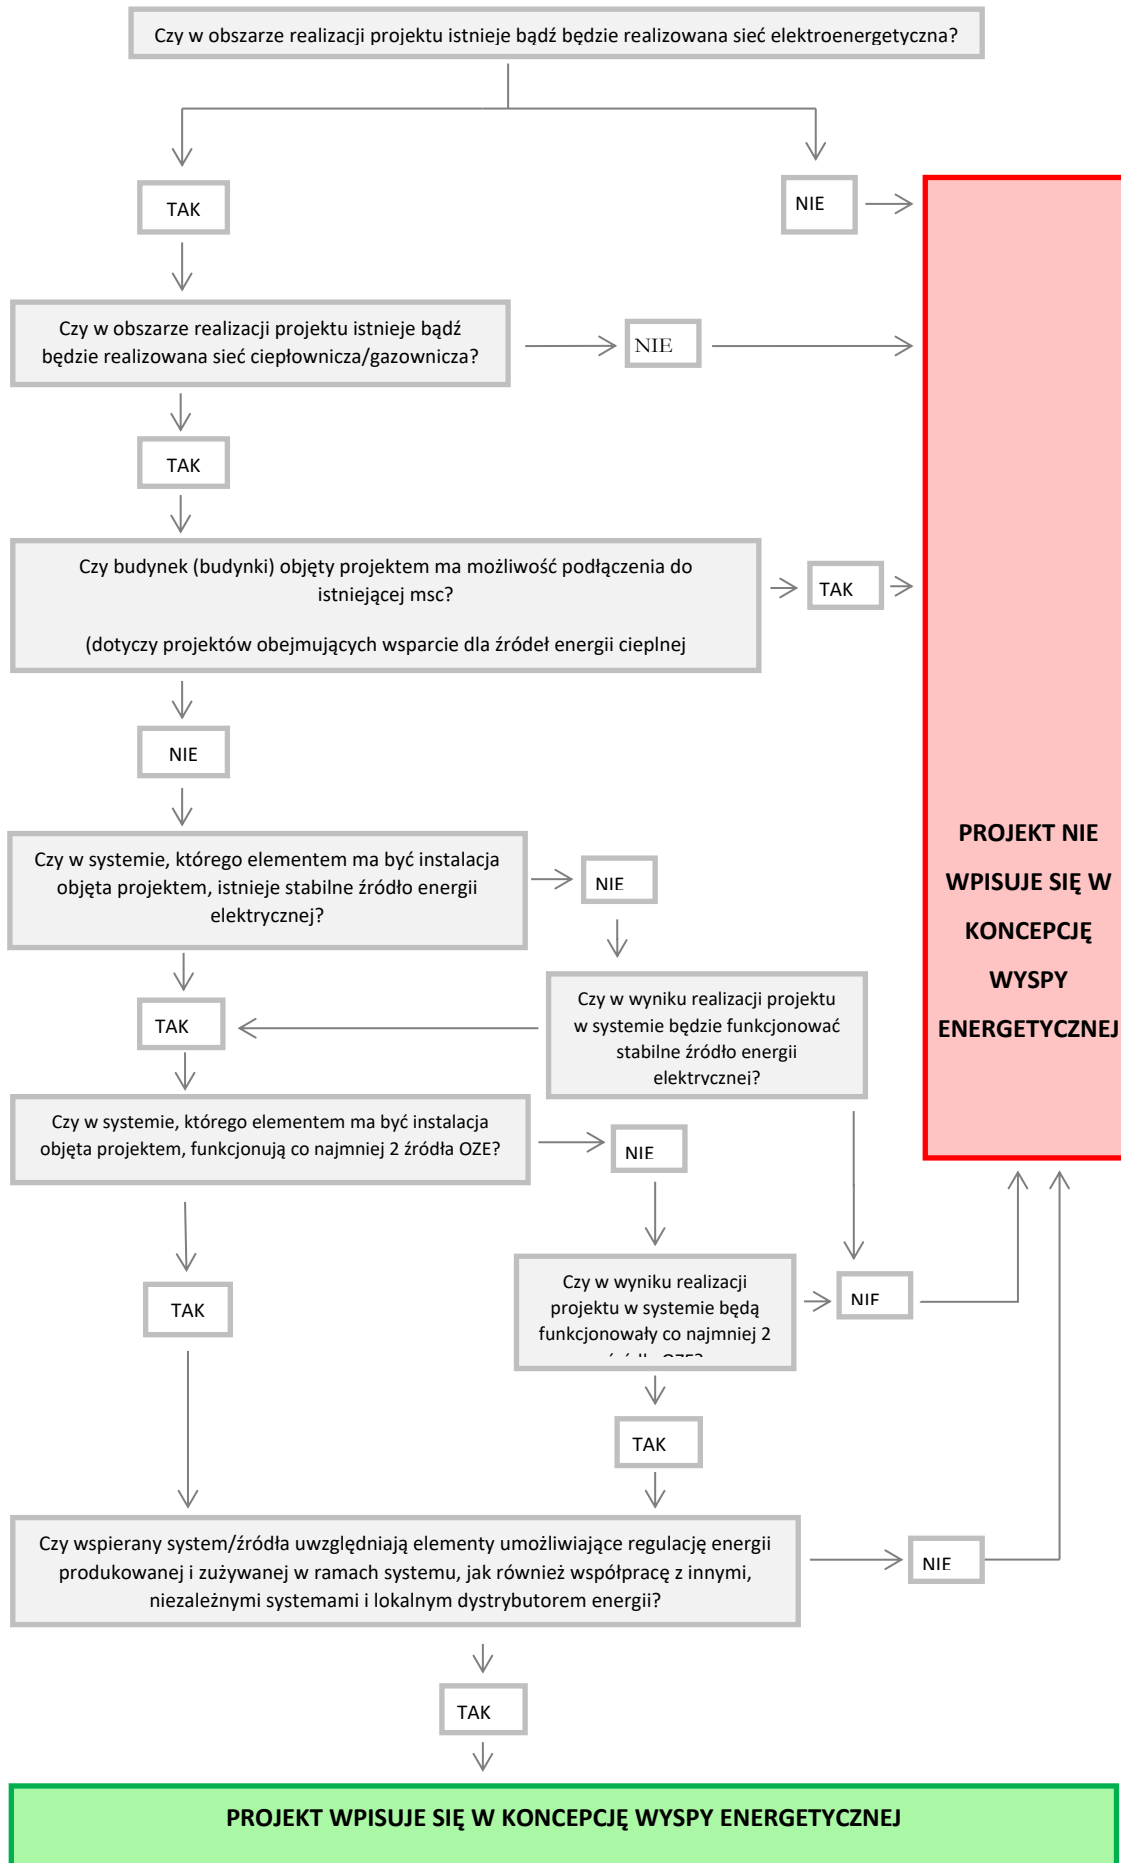 Czy w obszarze realizacji projektu istnieje bądź będzie realizowana sieć elektroenergetyczna?
TAK
NIE
Czy w obszarze realizacji projektu istnieje bądź
będzie realizowana sieć ciepłownicza/gazownicza?
NIE
TAK
Czy budynek (budynki) objęty projektem ma możliwość podłączenia do
istniejącej msc?
(dotyczy projektów obejmujących wsparcie dla źródeł energii cieplnej
TAK
NIE
PROJEKT NIE
WPISUJE SIĘ W
KONCEPCJĘ
WYSPY
ENERGETYCZNEJ
Czy w systemie, którego elementem ma być instalacja
objęta projektem, istnieje stabilne źródło energii
elektrycznej?
NIE
Czy w wyniku realizacji projektu
w systemie będzie funkcjonować
stabilne źródło energii
elektrycznej?
TAK
Czy w systemie, którego elementem ma być instalacja
objęta projektem, funkcjonują co najmniej 2 źródła OZE?
NIE
Czy w wyniku realizacji
projektu w systemie będą
funkcjonowały co najmniej 2
źródła OZE?
NIE
TAK
TAK
Czy wspierany system/źródła uwzględniają elementy umożliwiające regulację energii
produkowanej i zużywanej w ramach systemu, jak również współpracę z innymi,
niezależnymi systemami i lokalnym dystrybutorem energii?
NIE
TAK
PROJEKT WPISUJE SIĘ W KONCEPCJĘ WYSPY ENERGETYCZNEJ